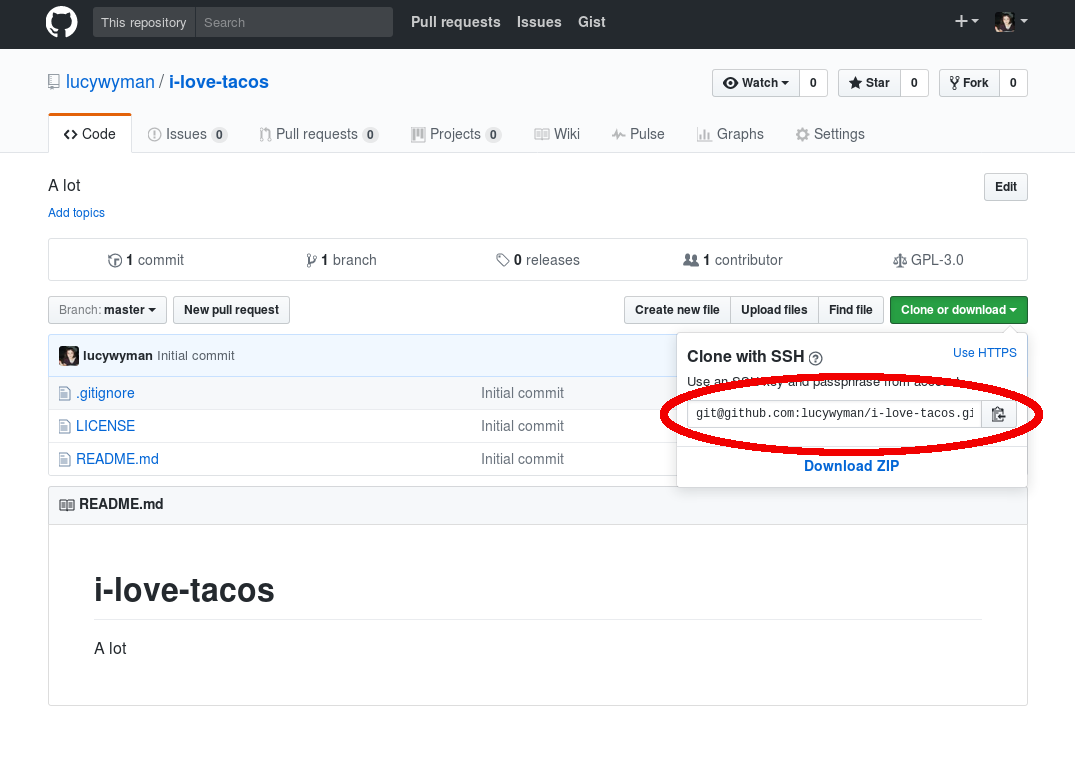 This repository Search Pull requests Issues Gist
lucywyman / i-love-tacos Watch 0 Star 0 Fork 0
Code Issues 0 Pull requests 0 Projects 0 Wiki Pulse Graphs Settings
A lot Edit
Add topics
1 commit 1 branch 0 releases 1 contributor GPL-3.0
Branch: master New pull request Create new file Upload files Find file Clone or download
lucywyman Initial commit
Clone with SSH Use HTTPS
Use an SSH key and passphrase from account.
git@github.com:lucywyman/i-love-tacos.gi
Download ZIP
.gitignore Initial commit
LICENSE Initial commit
README.md Initial commit
README.md
i-love-tacos
A lot